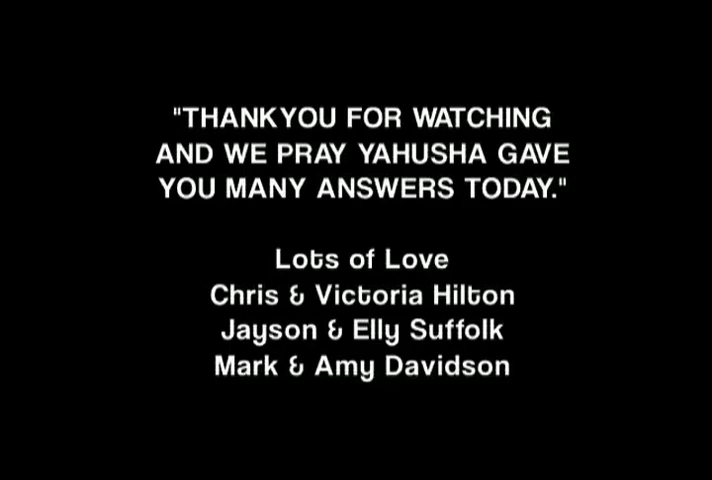 "THANKYOU FOR WATCHING
AND WE PRAY YAHUSHA GAVE
YOU MANY ANSWERS TODAY."
Lots of Love
Chris & Victoria Hilton
Jayson & Elly Suffolk
Mark & Amy Davidson